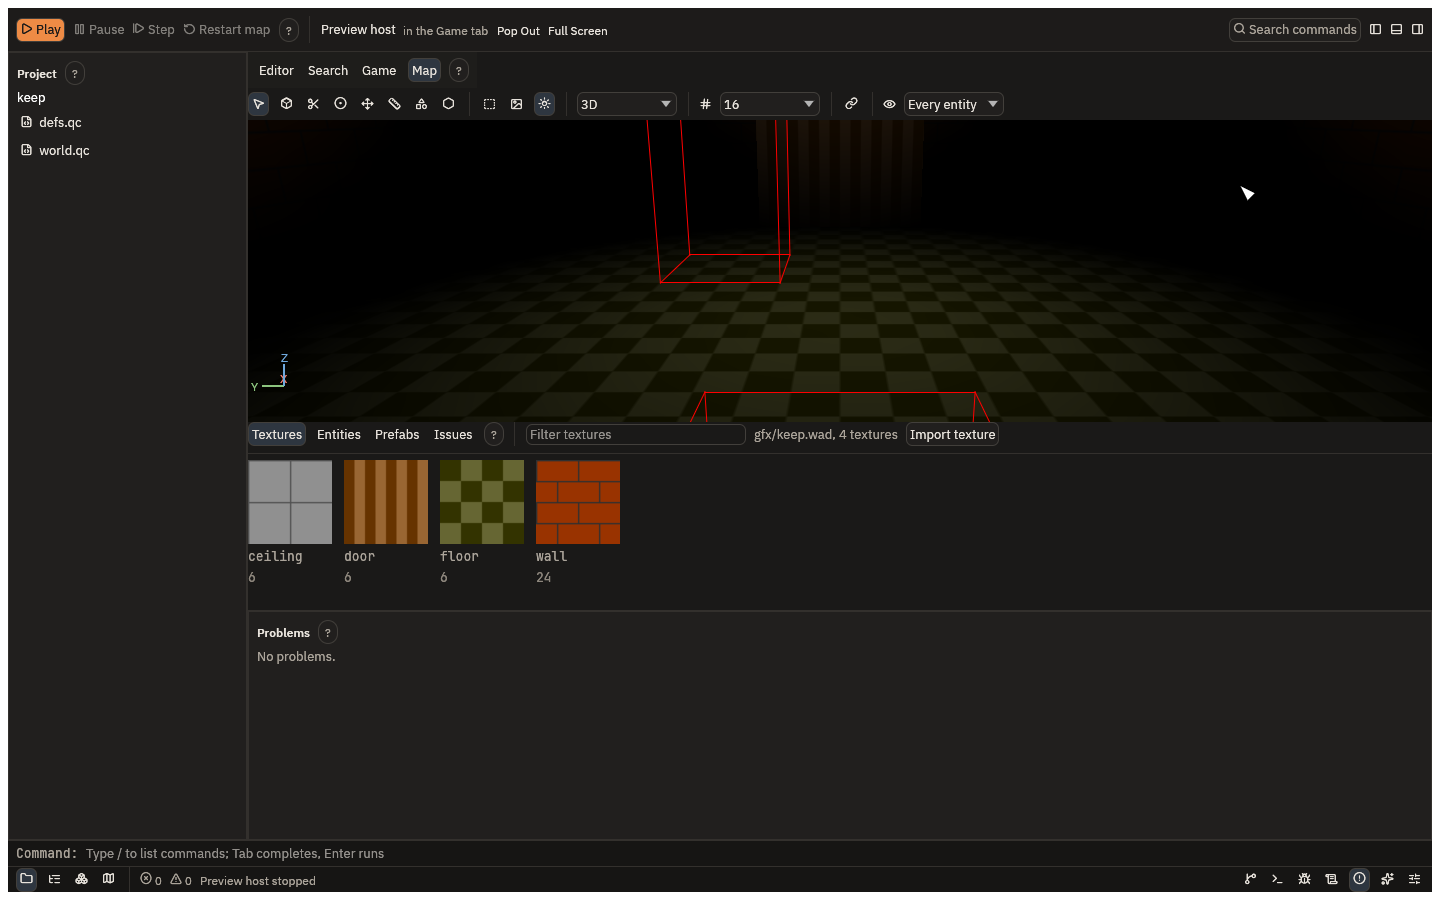 Play Pause Step Restart map ? Preview host in the Game tab Pop Out Full Screen Search commands
Project ?
keep
defs.qc
world.qc
Editor Search Game Map ?
3D # 16 Every entity
Z
Y X
Textures Entities Prefabs Issues ? Filter textures gfx/keep.wad, 4 textures Import texture
ceiling door floor wall
6 6 6 24
Problems ?
No problems.
Command: Type / to list commands; Tab completes, Enter runs
0 0 Preview host stopped